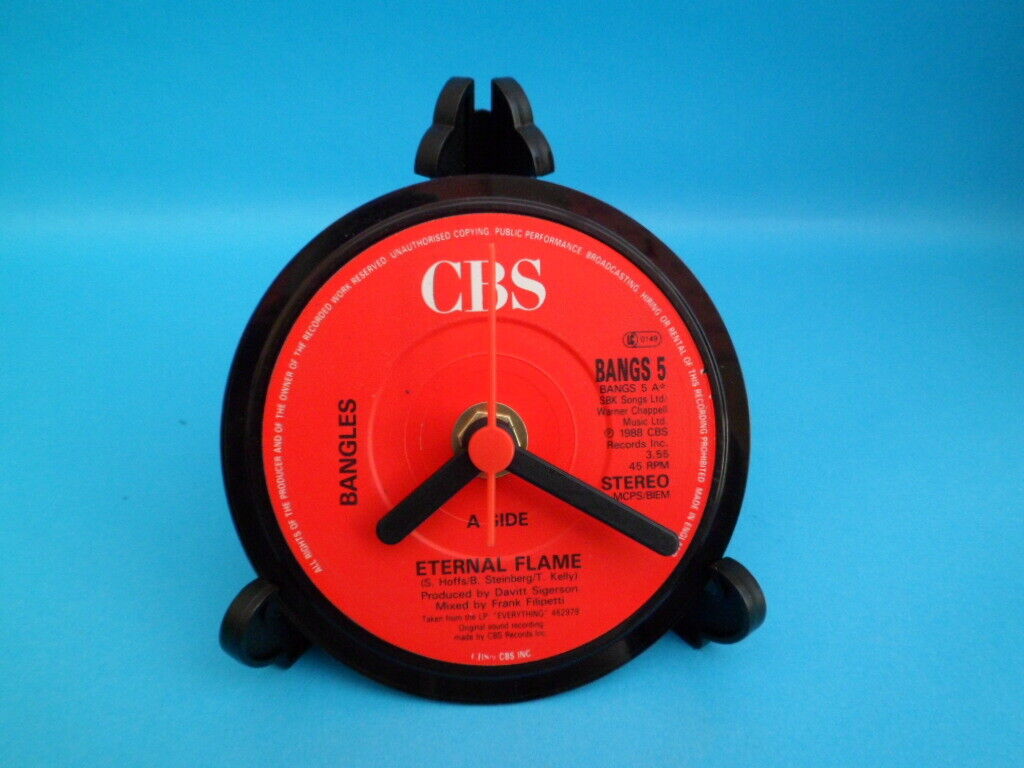 ALL RIGHTS OF THE PRODUCER AND OF THE OWNER OF THE RECORDED WORK RESERVED. UNAUTHORISED COPYING. PUBLIC PERFORMANCE. BROADCASTING. HIRING OR RENTAL OF THIS RECORDING PROHIBITED. MADE IN
CBS
LC 0149
BANGS 5
BANGS 5 A*
SBK Songs Ltd/
Warner Chappell
Music Ltd.
℗ 1988 CBS
Records Inc.
3.55
45 RPM
STEREO
MCPS/BIEM
BANGLES
A SIDE
ETERNAL FLAME
(S. Hoffs/B. Steinberg/T. Kelly)
Produced by Davitt Sigerson
Mixed by Frank Filipetti
Taken from the LP "EVERYTHING" 462979
Original sound recording
made by CBS Records Inc.
CBS INC